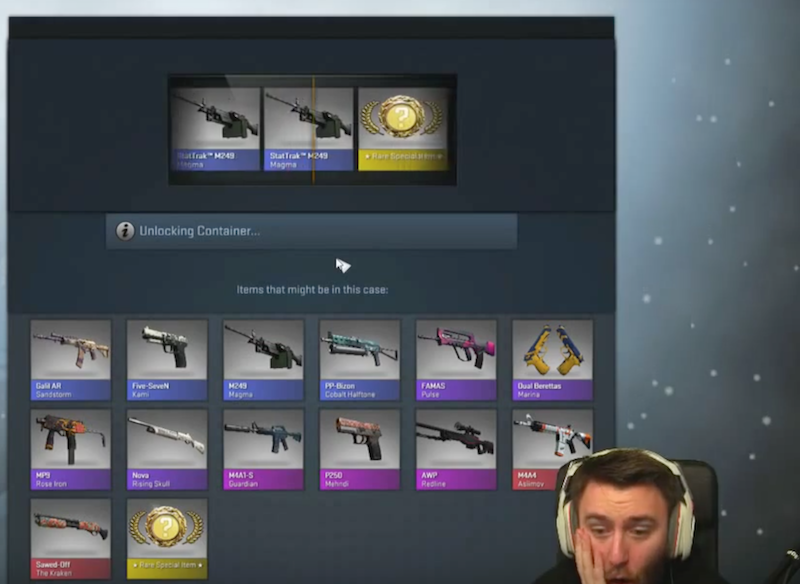 StatTrak™ M249
Magma
StatTrak™ M249
Magma
★ Rare Special Item ★
Unlocking Container...
Items that might be in this case:
Galil AR
Sandstorm
Five-SeveN
Kami
M249
Magma
PP-Bizon
Cobalt Halftone
FAMAS
Pulse
Dual Berettas
Marina
MP9
Rose Iron
Nova
Rising Skull
M4A1-S
Guardian
P250
Mehndi
AWP
Redline
M4A4
Asiimov
Sawed-Off
The Kraken
★ Rare Special Item ★